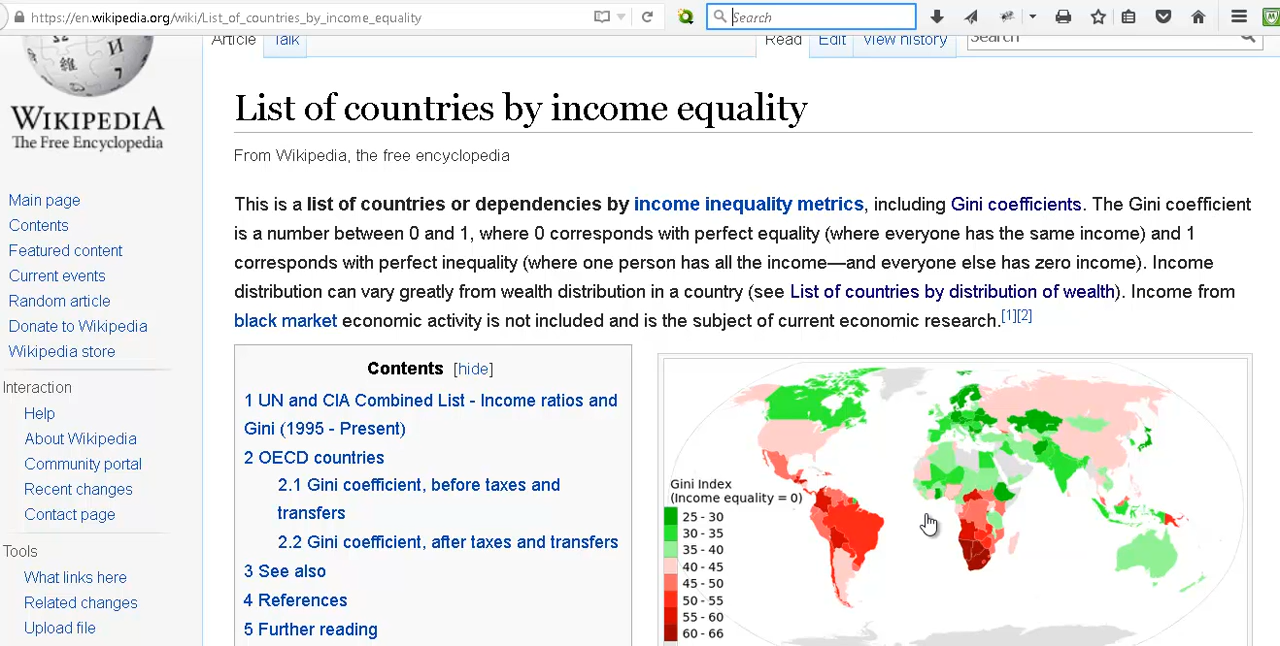 https://en.wikipedia.org/wiki/List_of_countries_by_income_equality
Search
Article Talk
Read Edit View history
Search
WIKIPEDIA
The Free Encyclopedia
Main page
Contents
Featured content
Current events
Random article
Donate to Wikipedia
Wikipedia store
Interaction
Help
About Wikipedia
Community portal
Recent changes
Contact page
Tools
What links here
Related changes
Upload file
List of countries by income equality
From Wikipedia, the free encyclopedia
This is a list of countries or dependencies by income inequality metrics, including Gini coefficients. The Gini coefficient
is a number between 0 and 1, where 0 corresponds with perfect equality (where everyone has the same income) and 1
corresponds with perfect inequality (where one person has all the income—and everyone else has zero income). Income
distribution can vary greatly from wealth distribution in a country (see List of countries by distribution of wealth). Income from
black market economic activity is not included and is the subject of current economic research.[1][2]
Contents [hide]
1 UN and CIA Combined List - Income ratios and
Gini (1995 - Present)
2 OECD countries
2.1 Gini coefficient, before taxes and
transfers
2.2 Gini coefficient, after taxes and transfers
3 See also
4 References
5 Further reading
Gini Index
(Income equality = 0)
25 - 30
30 - 35
35 - 40
40 - 45
45 - 50
50 - 55
55 - 60
60 - 66